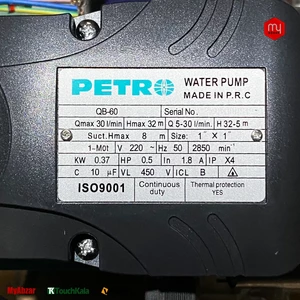 my
PETRO WATER PUMP
MADE IN P.R.C
QB-60 Serial No.
Qmax 30 l/min Hmax 32 m Q 5-30 l/min. H 32-5 m
Suct.Hmax 8 m Size: 1" × 1"
1-Mot V 220 ~ Hz 50 2850 min⁻¹
KW 0.37 HP 0.5 In 1.8 A IP X4
C 10 µF VL 450 V ICL B
ISO9001 Continuous duty Thermal protection YES
MyAbzar TouchKala